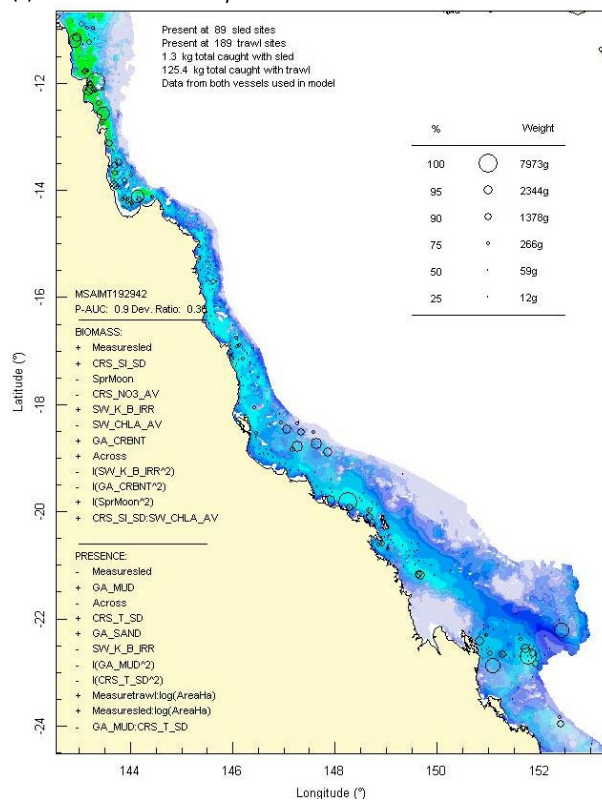 Present at 89 sled sites
Present at 189 trawl sites
1.3 kg total caught with sled
125.4 kg total caught with trawl
Data from both vessels used in model
% Weight
100 7973g
95 2344g
90 1378g
75 266g
50 59g
25 12g
MSAIMT192942
P-AUC: 0.9 Dev. Ratio:
BIOMASS:
+ Measuresled
+ CRS_SI_SD
- SprMoon
- CRS_NO3_AV
+ SW_K_B_IRR
- SW_CHLA_AV
+ GA_CRBNT
+ Across
- I(SW_K_B_IRR^2)
- I(GA_CRBNT^2)
+ I(SprMoon^2)
+ CRS_SI_SD:SW_CHLA_AV
PRESENCE:
- Measuresled
+ GA_MUD
- Across
+ CRS_T_SD
+ GA_SAND
- SW_K_B_IRR
- I(GA_MUD^2)
- I(CRS_T_SD^2)
+ Measuretrawl:log(AreaHa)
+ Measuresled:log(AreaHa)
- GA_MUD:CRS_T_SD
Latitude (°)
-12
-14
-16
-18
-20
-22
-24
144 146 148 150 152
Longitude (°)